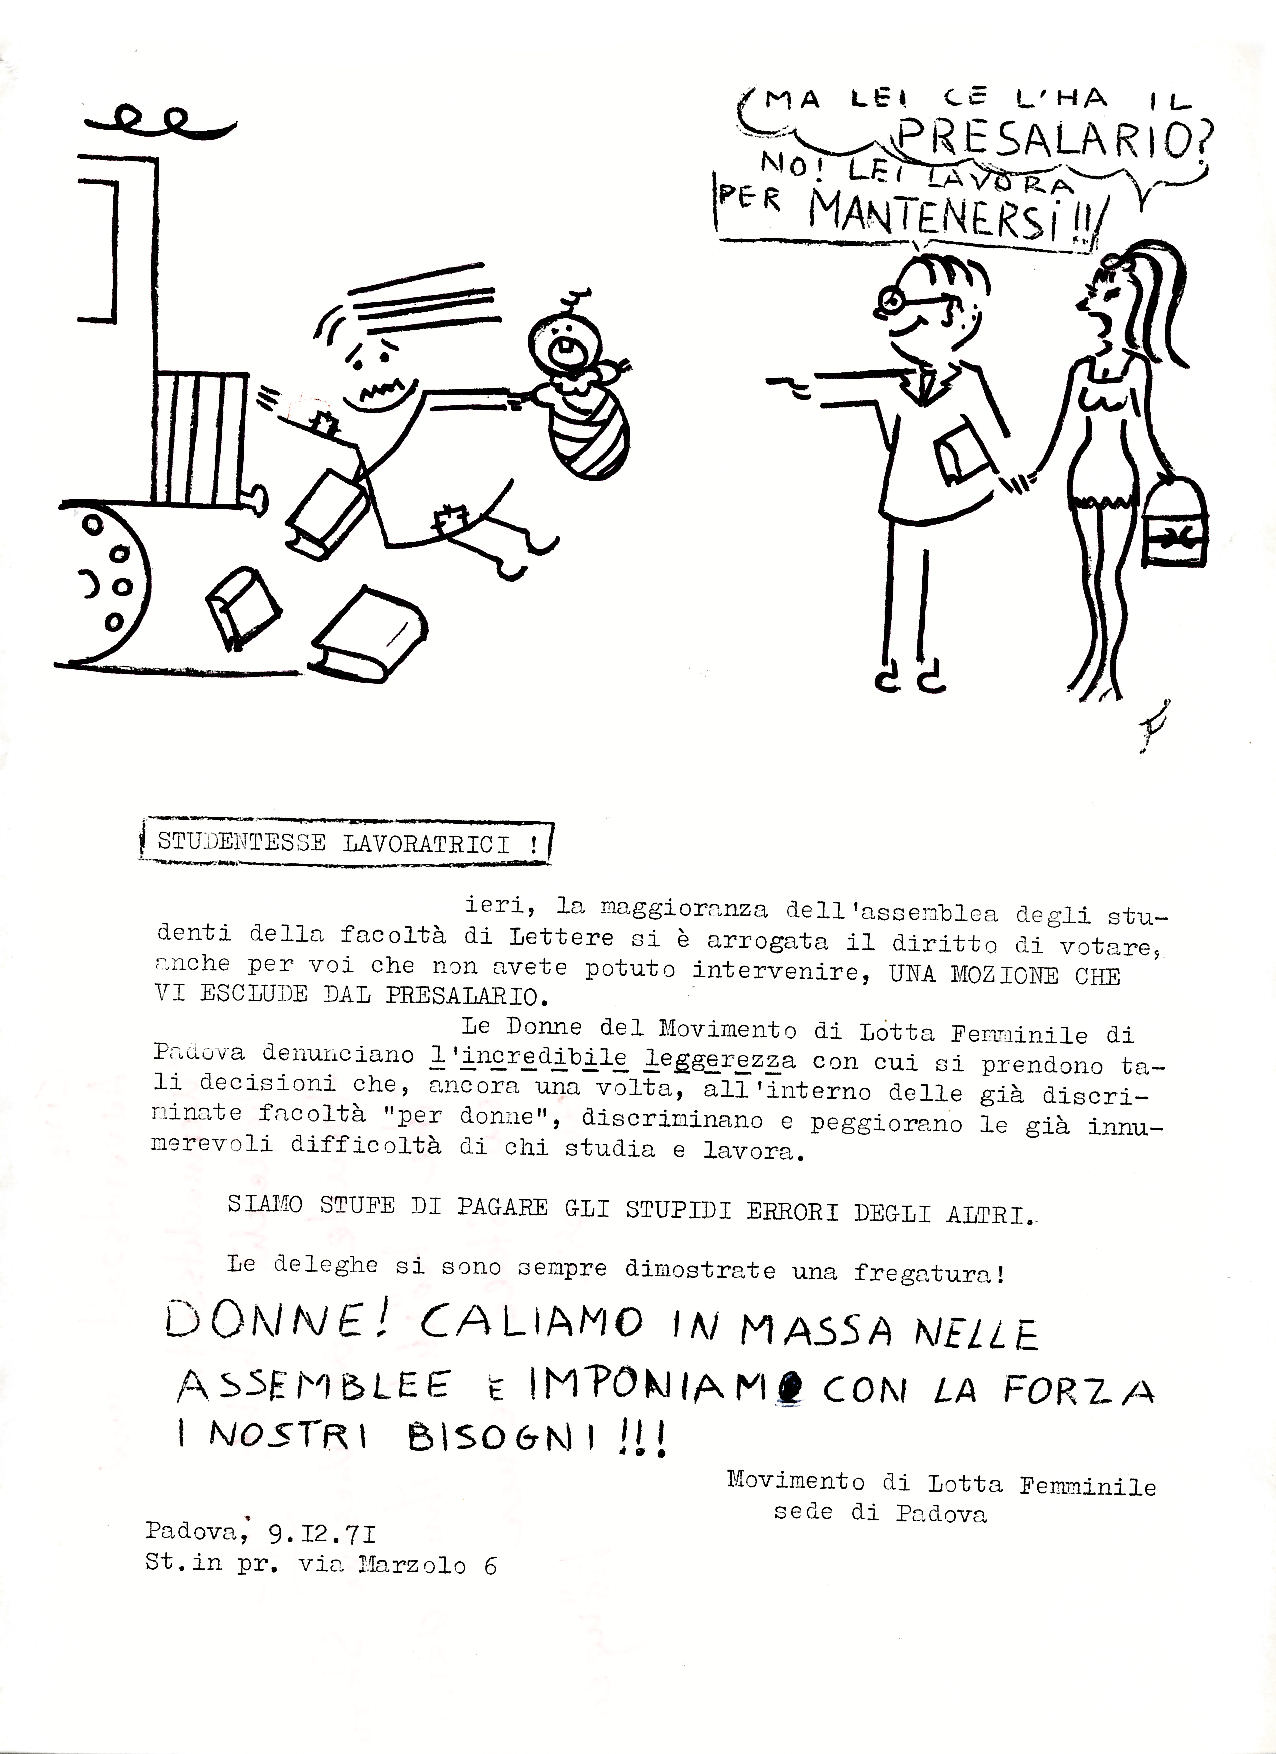 MA LEI CE L'HA IL
PRESALARIO?
NO! LEI LAVORA
PER MANTENERSI!!
STUDENTESSE LAVORATRICI !
ieri, la maggioranza dell'assemblea degli stu-
denti della facoltà di Lettere si è arrogata il diritto di votare,
anche per voi che non avete potuto intervenire, UNA MOZIONE CHE
VI ESCLUDE DAL PRESALARIO.
Le Donne del Movimento di Lotta Femminile di
Padova denunciano l'incredibile leggerezza con cui si prendono ta-
li decisioni che, ancora una volta, all'interno delle già discri-
minate facoltà "per donne", discriminano e peggiorano le già innu-
merevoli difficoltà di chi studia e lavora.
SIAMO STUFE DI PAGARE GLI STUPIDI ERRORI DEGLI ALTRI.
Le deleghe si sono sempre dimostrate una fregatura!
DONNE! CALIAMO IN MASSA NELLE
ASSEMBLEE E IMPONIAMO CON LA FORZA
I NOSTRI BISOGNI!!!
Movimento di Lotta Femminile
sede di Padova
Padova, 9.I2.7I
St.in pr. via Marzolo 6